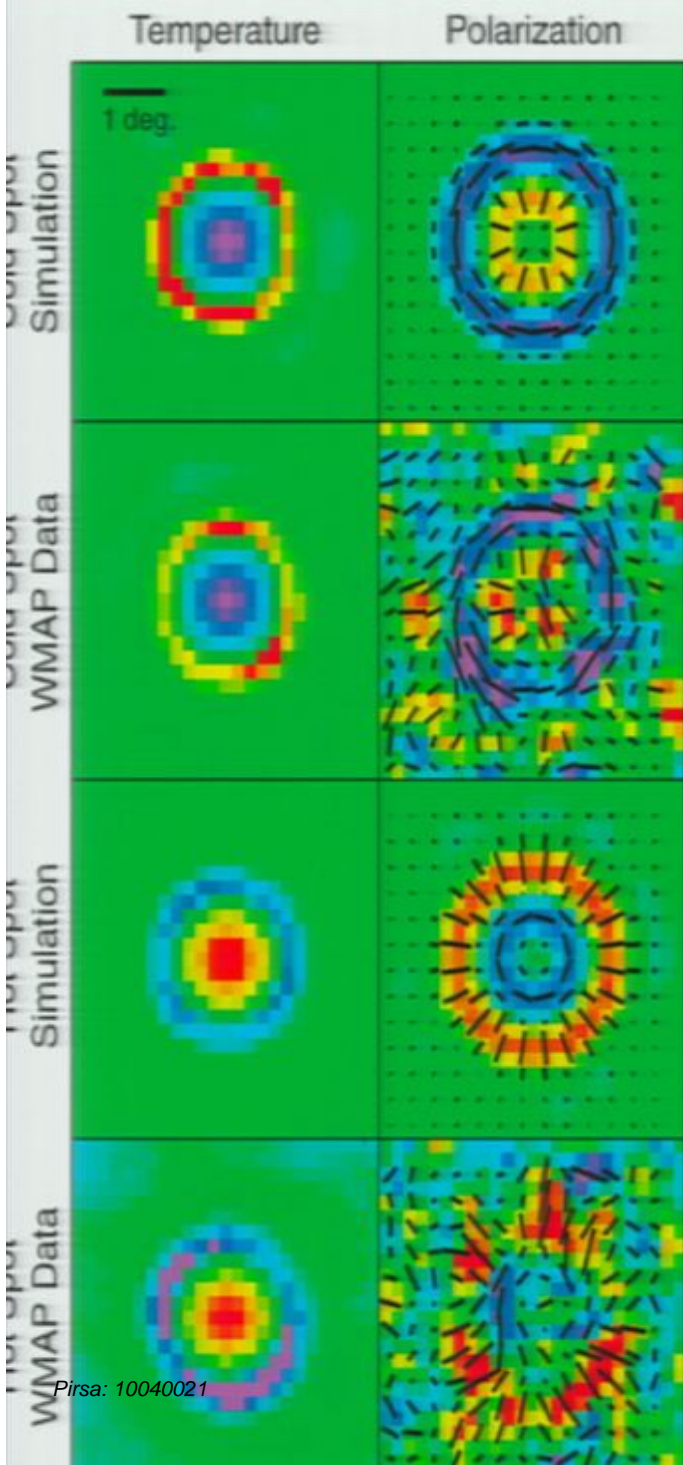 Temperature Polarization
1 deg.
Simulation
WMAP Data
Simulation
WMAP Data
Pirsa: 10040021